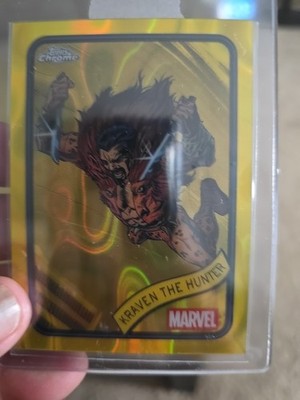 Topps
Chrome
KRAVEN THE HUNTER
MARVEL